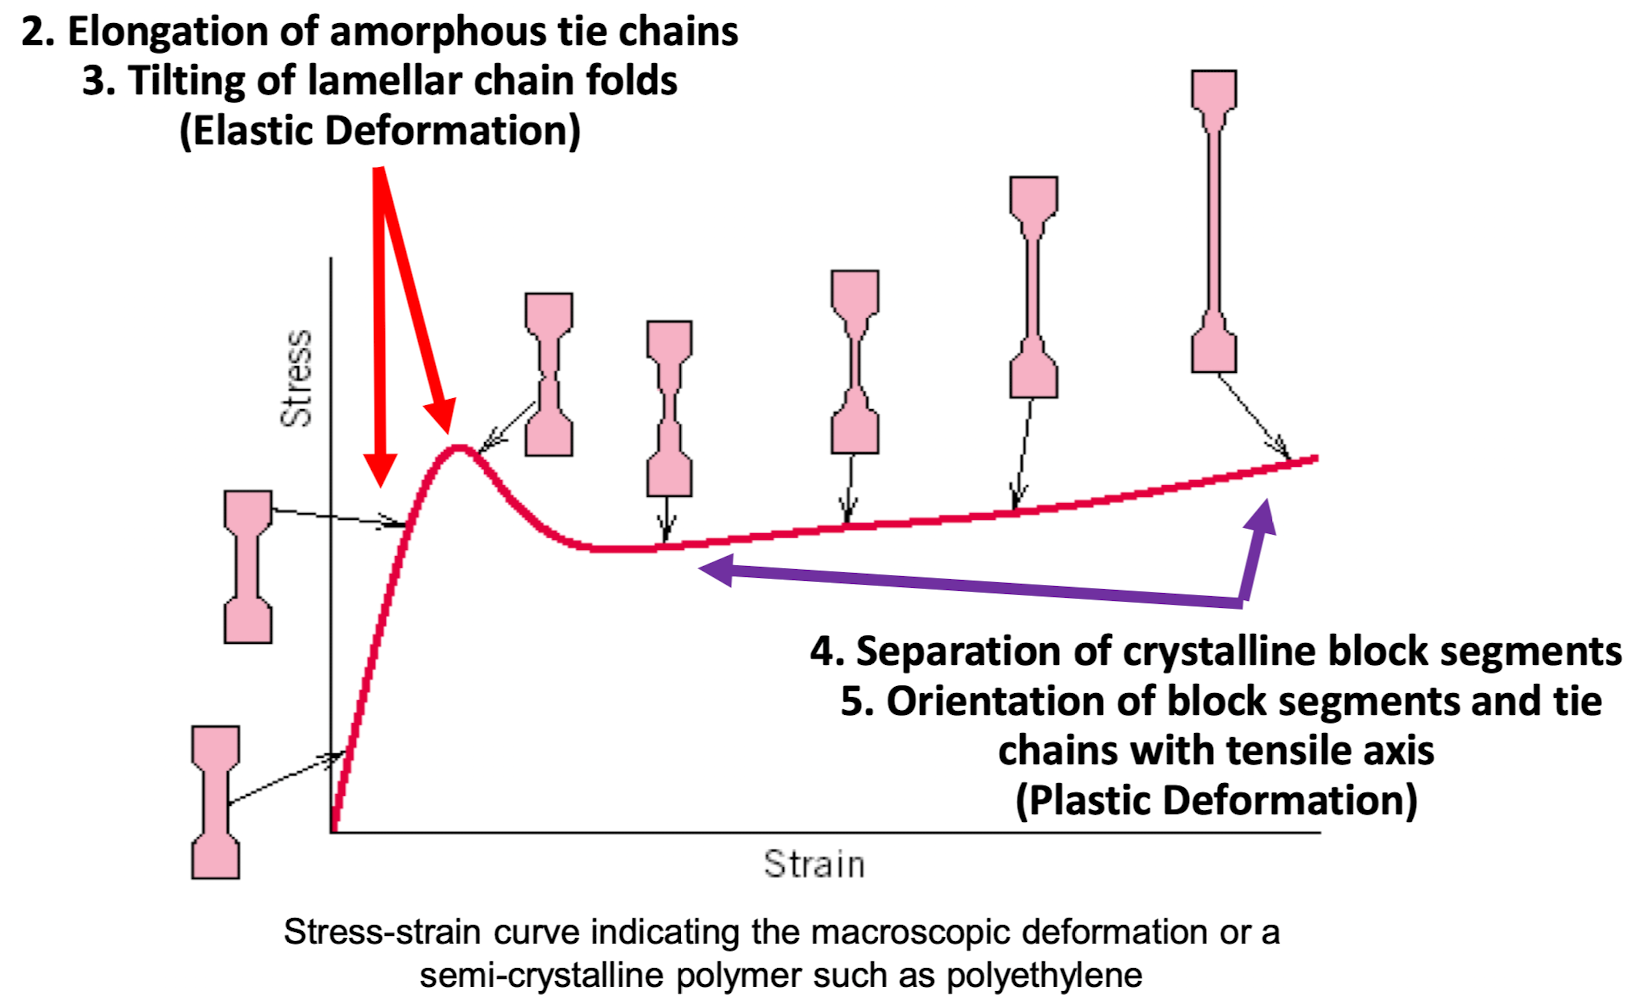 2. Elongation of amorphous tie chains
3. Tilting of lamellar chain folds
(Elastic Deformation)
Stress
4. Separation of crystalline block segments
5. Orientation of block segments and tie
chains with tensile axis
(Plastic Deformation)
Strain
Stress-strain curve indicating the macroscopic deformation or a
semi-crystalline polymer such as polyethylene